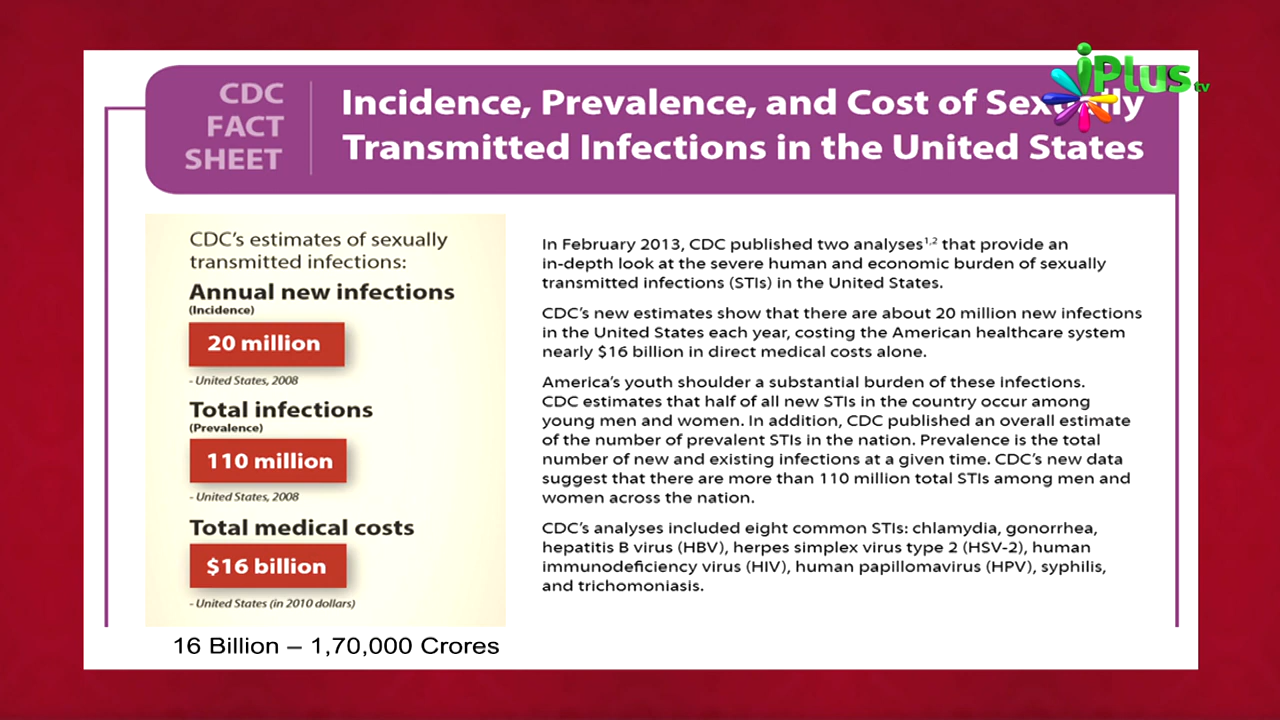 CDC
FACT
SHEET
Incidence, Prevalence, and Cost of Sexually
Transmitted Infections in the United States
iPlus tv
CDC's estimates of sexually
transmitted infections:
Annual new infections
(Incidence)
20 million
- United States, 2008
Total infections
(Prevalence)
110 million
- United States, 2008
Total medical costs
$16 billion
- United States (in 2010 dollars)
In February 2013, CDC published two analyses1,2 that provide an
in-depth look at the severe human and economic burden of sexually
transmitted infections (STIs) in the United States.
CDC's new estimates show that there are about 20 million new infections
in the United States each year, costing the American healthcare system
nearly $16 billion in direct medical costs alone.
America's youth shoulder a substantial burden of these infections.
CDC estimates that half of all new STIs in the country occur among
young men and women. In addition, CDC published an overall estimate
of the number of prevalent STIs in the nation. Prevalence is the total
number of new and existing infections at a given time. CDC's new data
suggest that there are more than 110 million total STIs among men and
women across the nation.
CDC's analyses included eight common STIs: chlamydia, gonorrhea,
hepatitis B virus (HBV), herpes simplex virus type 2 (HSV-2), human
immunodeficiency virus (HIV), human papillomavirus (HPV), syphilis,
and trichomoniasis.
16 Billion – 1,70,000 Crores